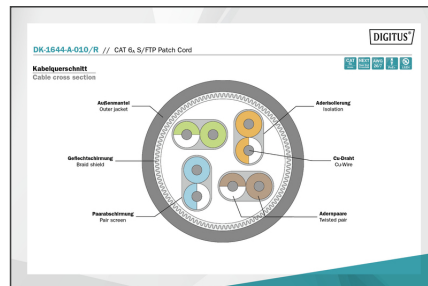 DIGITUS®
DK-1644-A-010/R // CAT 6A S/FTP Patch Cord
Kabelquerschnitt
Cable cross section
Außenmantel
Outer jacket
Aderisolierung
Isolation
Geflechtschirmung
Braid shield
Cu-Draht
Cu-Wire
Paarabschirmung
Pair screen
Adernpaare
Twisted pair